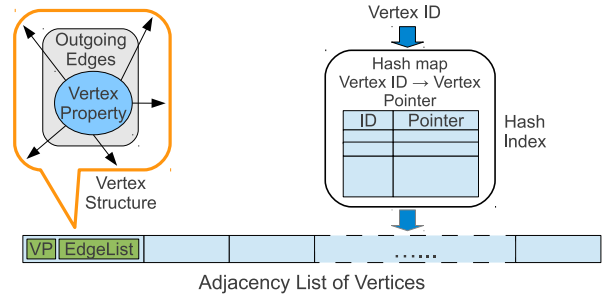 Outgoing
Edges
Vertex
Property
Vertex
Structure
Vertex ID
Hash map
Vertex ID → Vertex
Pointer
ID Pointer
Hash
Index
VP EdgeList
......
Adjacency List of Vertices